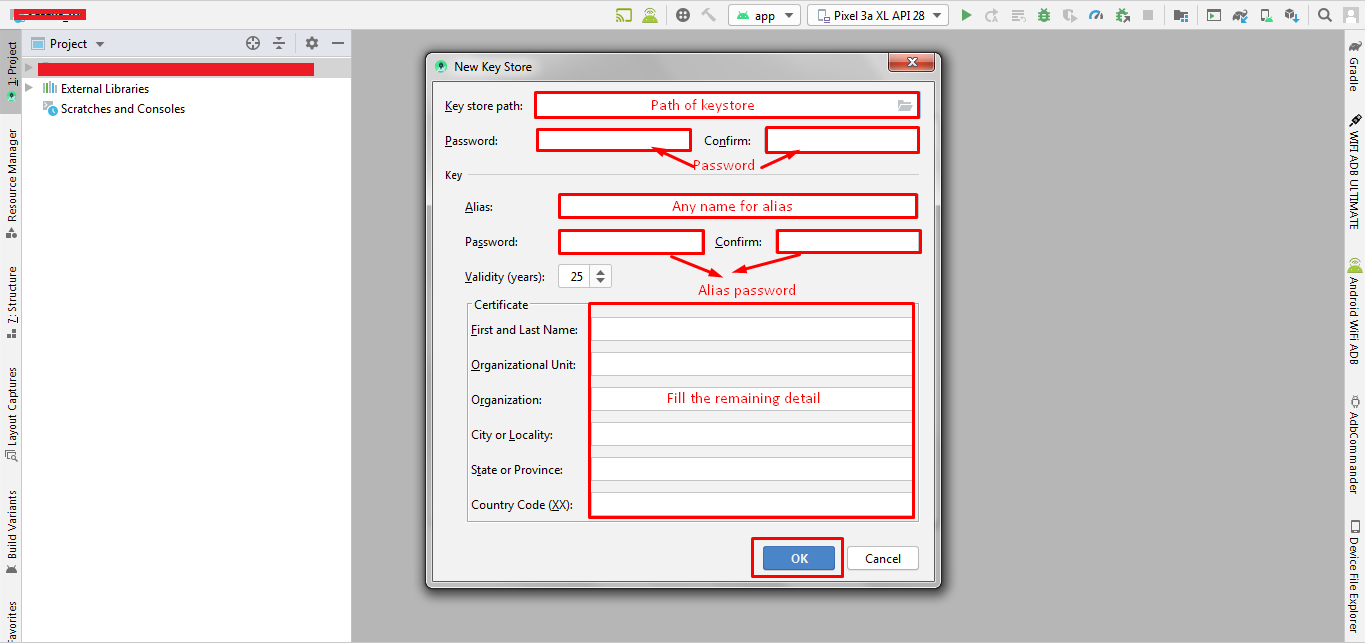 app
Pixel 3a XL API 28
Project
External Libraries
Scratches and Consoles
1: Project
Resource Manager
7: Structure
Layout Captures
Build Variants
New Key Store
Key store path:
Path of keystore
Password:
Confirm:
Password
Key
Alias:
Any name for alias
Password:
Confirm:
Validity (years):
25
Alias password
Certificate
First and Last Name:
Organizational Unit:
Organization:
Fill the remaining detail
City or Locality:
State or Province:
Country Code (XX):
OK
Cancel
Gradle
WIFI ADB ULTIMATE
Android WiFi ADB
AdbCommander
Device File Explorer